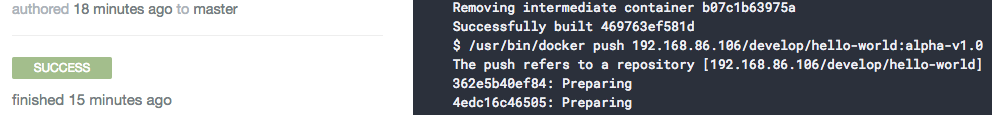 authored 18 minutes ago to master
SUCCESS
finished 15 minutes ago
Removing intermediate container b07c1b63975a
Successfully built 469763ef581d
$ /usr/bin/docker push 192.168.86.106/develop/hello-world:alpha-v1.0
The push refers to a repository [192.168.86.106/develop/hello-world]
362e5b40ef84: Preparing
4edc16c46505: Preparing